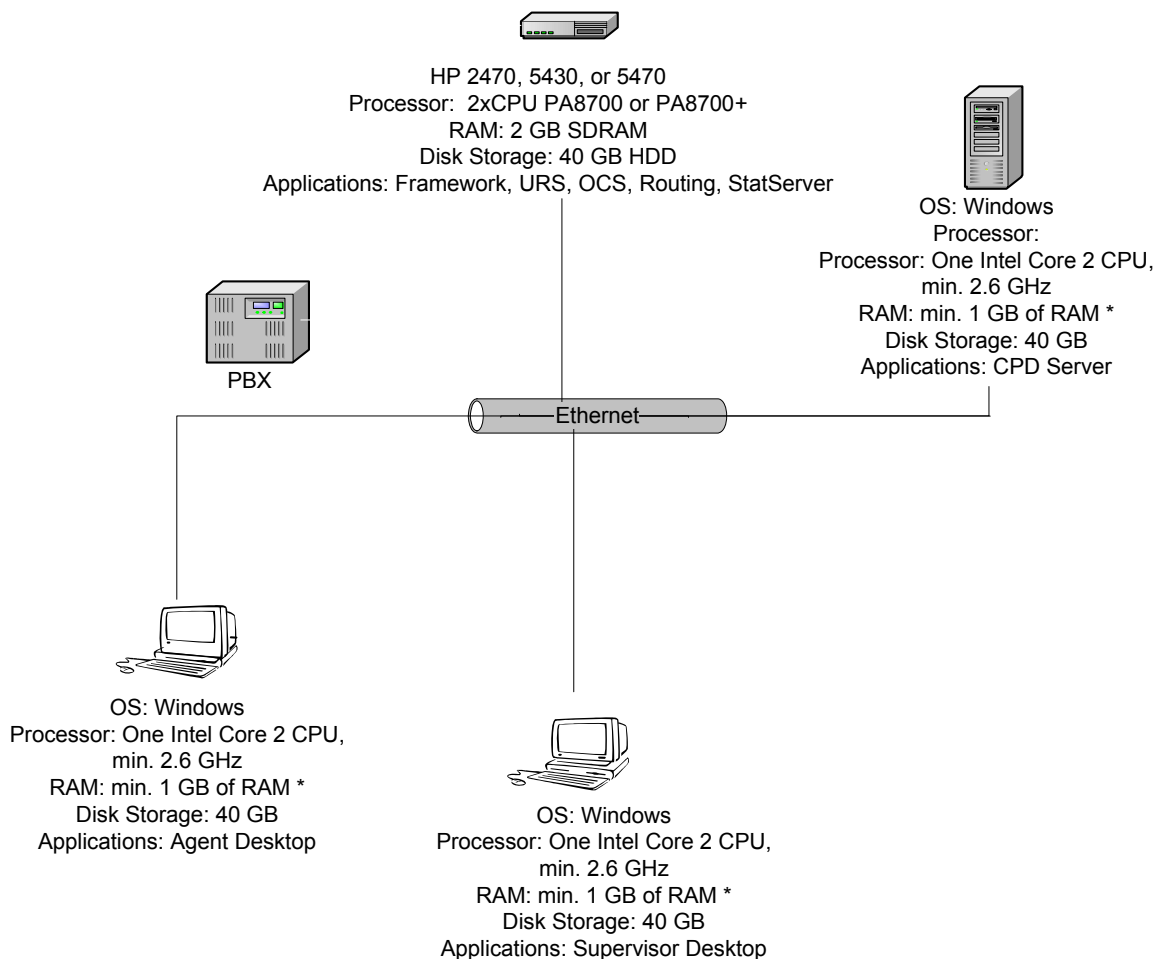 HP 2470, 5430, or 5470
Processor:  2xCPU PA8700 or PA8700+
RAM: 2 GB SDRAM
Disk Storage: 40 GB HDD
Applications: Framework, URS, OCS, Routing, StatServer
OS: Windows
Processor:
Processor: One Intel Core 2 CPU,
min. 2.6 GHz
RAM: min. 1 GB of RAM *
Disk Storage: 40 GB
Applications: CPD Server
PBX
Ethernet
OS: Windows
Processor: One Intel Core 2 CPU,
min. 2.6 GHz
RAM: min. 1 GB of RAM *
Disk Storage: 40 GB
Applications: Agent Desktop
OS: Windows
Processor: One Intel Core 2 CPU,
min. 2.6 GHz
RAM: min. 1 GB of RAM *
Disk Storage: 40 GB
Applications: Supervisor Desktop